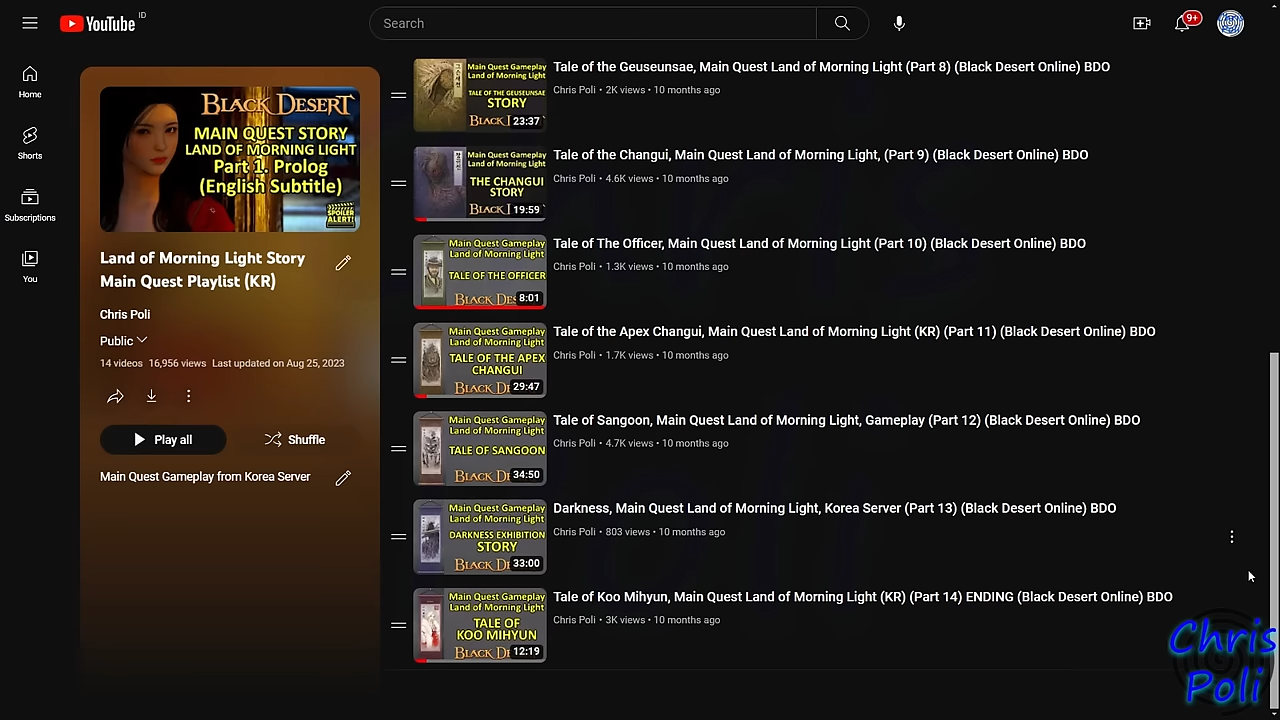 YouTube
ID
Search
9+
Home
Shorts
Subscriptions
You
BLACK DESERT
MAIN QUEST STORY
LAND OF MORNING LIGHT
Part 1. Prolog
(English Subtitle)
SPOILER
ALERT!
Land of Morning Light Story
Main Quest Playlist (KR)
Chris Poli
Public
14 videos 16,956 views Last updated on Aug 25, 2023
Play all
Shuffle
Main Quest Gameplay from Korea Server
Main Quest Gameplay
Land of Morning Light
TALE OF THE GEUSEUNSAE
STORY
BLACK
23:37
Tale of the Geuseunsae, Main Quest Land of Morning Light (Part 8) (Black Desert Online) BDO
Chris Poli • 2K views • 10 months ago
Main Quest Gameplay
Land of Morning Light
THE CHANGUI
STORY
BLACK
19:59
Tale of the Changui, Main Quest Land of Morning Light, (Part 9) (Black Desert Online) BDO
Chris Poli • 4.6K views • 10 months ago
Main Quest Gameplay
Land of Morning Light
TALE OF THE OFFICER
BLACK DES
8:01
Tale of The Officer, Main Quest Land of Morning Light (Part 10) (Black Desert Online) BDO
Chris Poli • 1.3K views • 10 months ago
Main Quest Gameplay
Land of Morning Light
TALE OF THE APEX
CHANGUI
BLACK DE
29:47
Tale of the Apex Changui, Main Quest Land of Morning Light (KR) (Part 11) (Black Desert Online) BDO
Chris Poli • 1.7K views • 10 months ago
Main Quest Gameplay
Land of Morning Light
TALE OF SANGOON
BLACK DE
34:50
Tale of Sangoon, Main Quest Land of Morning Light, Gameplay (Part 12) (Black Desert Online) BDO
Chris Poli • 4.7K views • 10 months ago
Main Quest Gameplay
Land of Morning Light
DARKNESS EXHIBITION
STORY
BLACK DE
33:00
Darkness, Main Quest Land of Morning Light, Korea Server (Part 13) (Black Desert Online) BDO
Chris Poli • 803 views • 10 months ago
Main Quest Gameplay
Land of Morning Light
TALE OF
KOO MIHYUN
BLACK DE
12:19
Tale of Koo Mihyun, Main Quest Land of Morning Light (KR) (Part 14) ENDING (Black Desert Online) BDO
Chris Poli • 3K views • 10 months ago
Chris
Poli